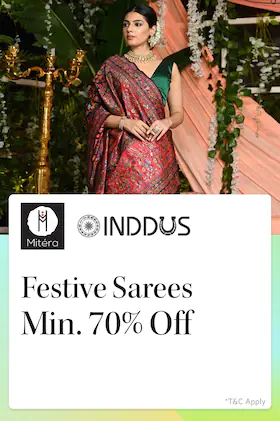 Mitéra
INDDUS
Festive Sarees
Min. 70% Off
*T&C Apply